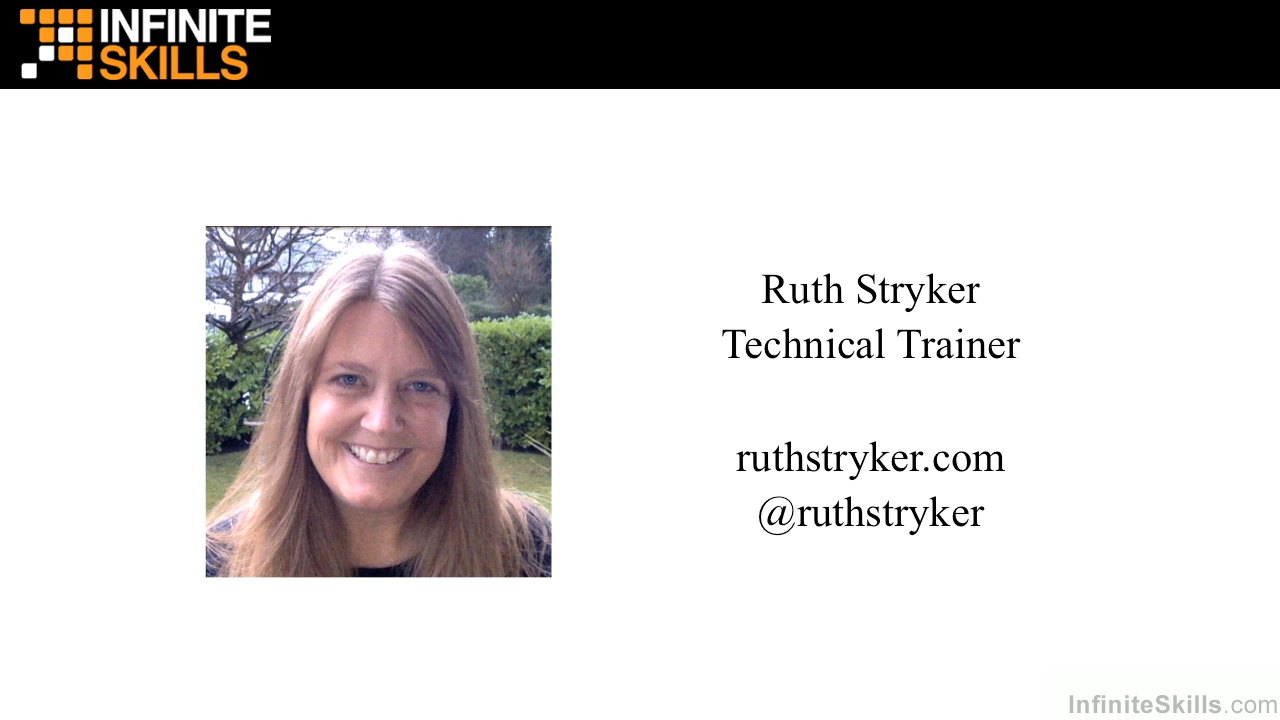 INFINITE
SKILLS
Ruth Stryker
Technical Trainer
ruthstryker.com
@ruthstryker
InfiniteSkills.com